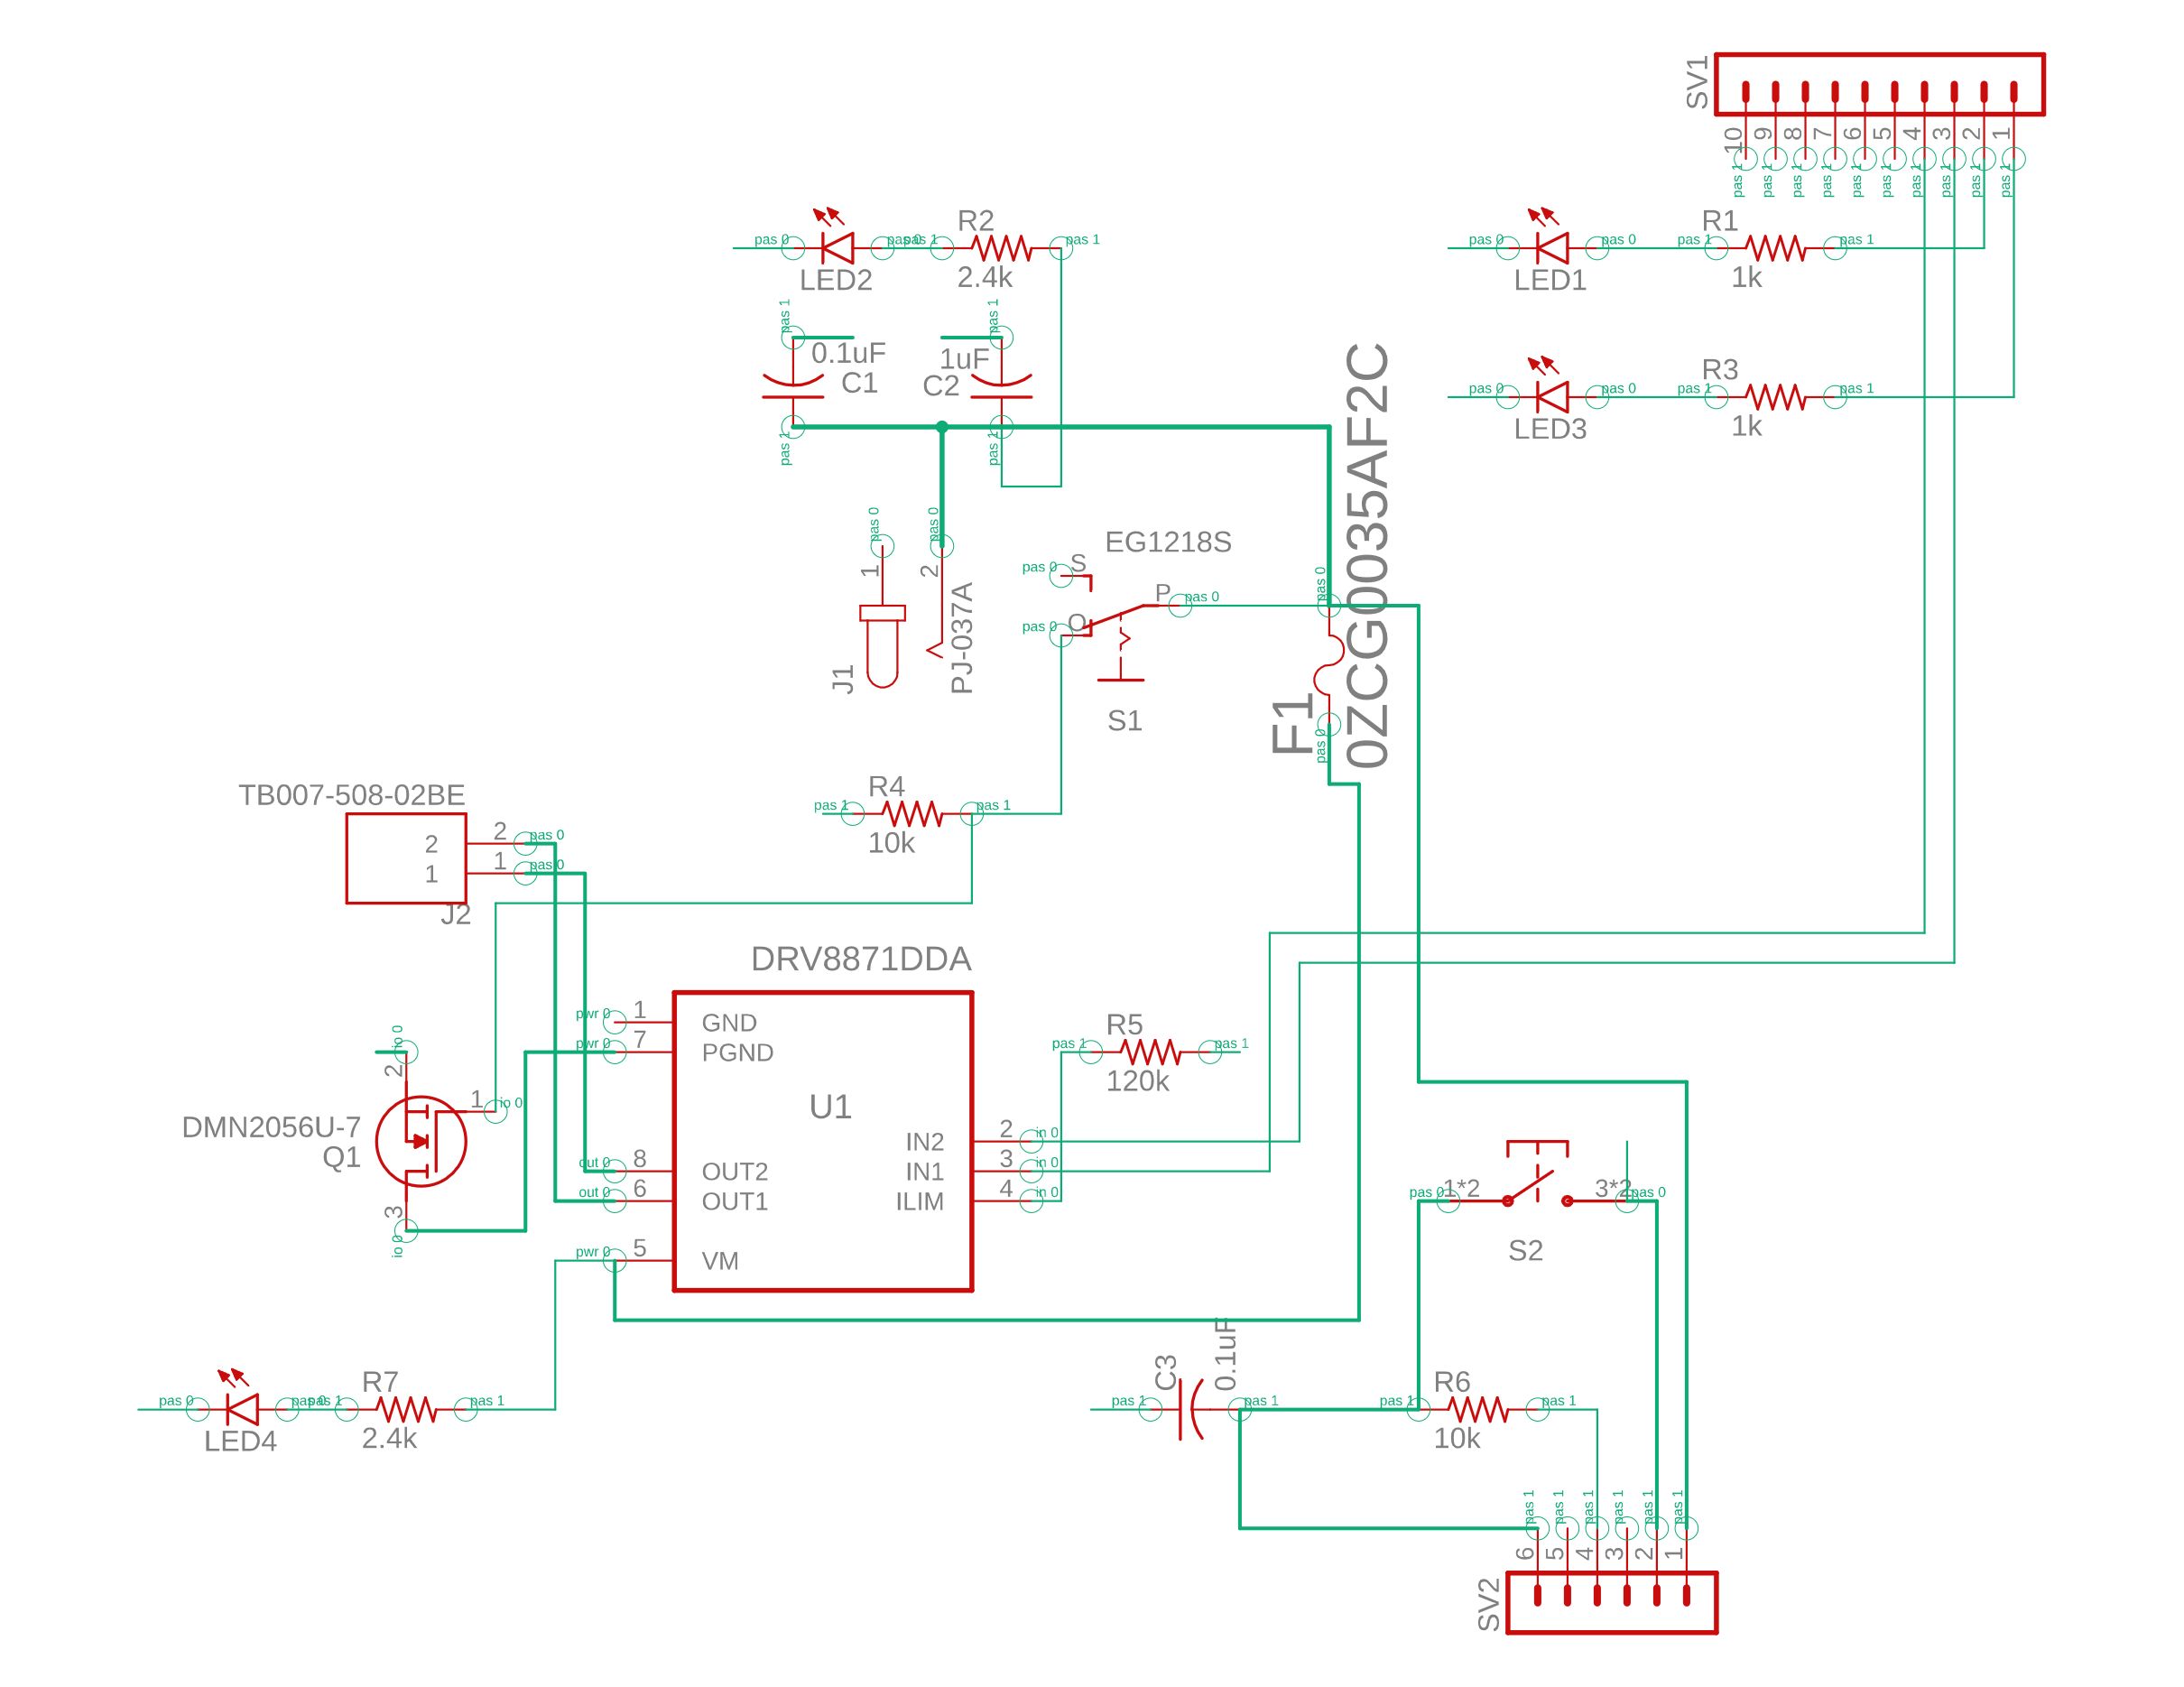 SV1
10
9
8
7
6
5
4
3
2
1
pas 1
pas 1
pas 1
pas 1
pas 1
pas 1
pas 1
pas 1
pas 1
pas 1
pas 0
LED2
pas 0
pas 1
R2
2.4k
pas 1
pas 0
LED1
pas 0
pas 1
R1
1k
pas 1
pas 1
0.1uF
C1
pas 1
pas 1
1uF
C2
pas 1
pas 0
LED3
pas 0
pas 1
R3
1k
pas 1
pas 0
1
pas 0
2
J1
PJ-037A
EG1218S
pas 0
S
pas 0
O
P
pas 0
S1
pas 0
F1
0ZCG0035AF2C
pas 0
pas 1
R4
10k
pas 1
TB007-508-02BE
2
2
pas 0
1
1
pas 0
J2
DRV8871DDA
pwr 0
1
GND
pwr 0
7
PGND
U1
out 0
8
OUT2
out 0
6
OUT1
pwr 0
5
VM
IN2
2
in 0
IN1
3
in 0
ILIM
4
in 0
pas 1
R5
120k
pas 1
io 0
2
1
io 0
DMN2056U-7
Q1
3
io 0
pas 0
1*2
3*2
pas 0
S2
pas 0
LED4
pas 0
pas 1
R7
2.4k
pas 1
pas 1
C3
0.1uF
pas 1
pas 1
R6
10k
pas 1
pas 1
pas 1
pas 1
pas 1
pas 1
pas 1
6
5
4
3
2
1
SV2